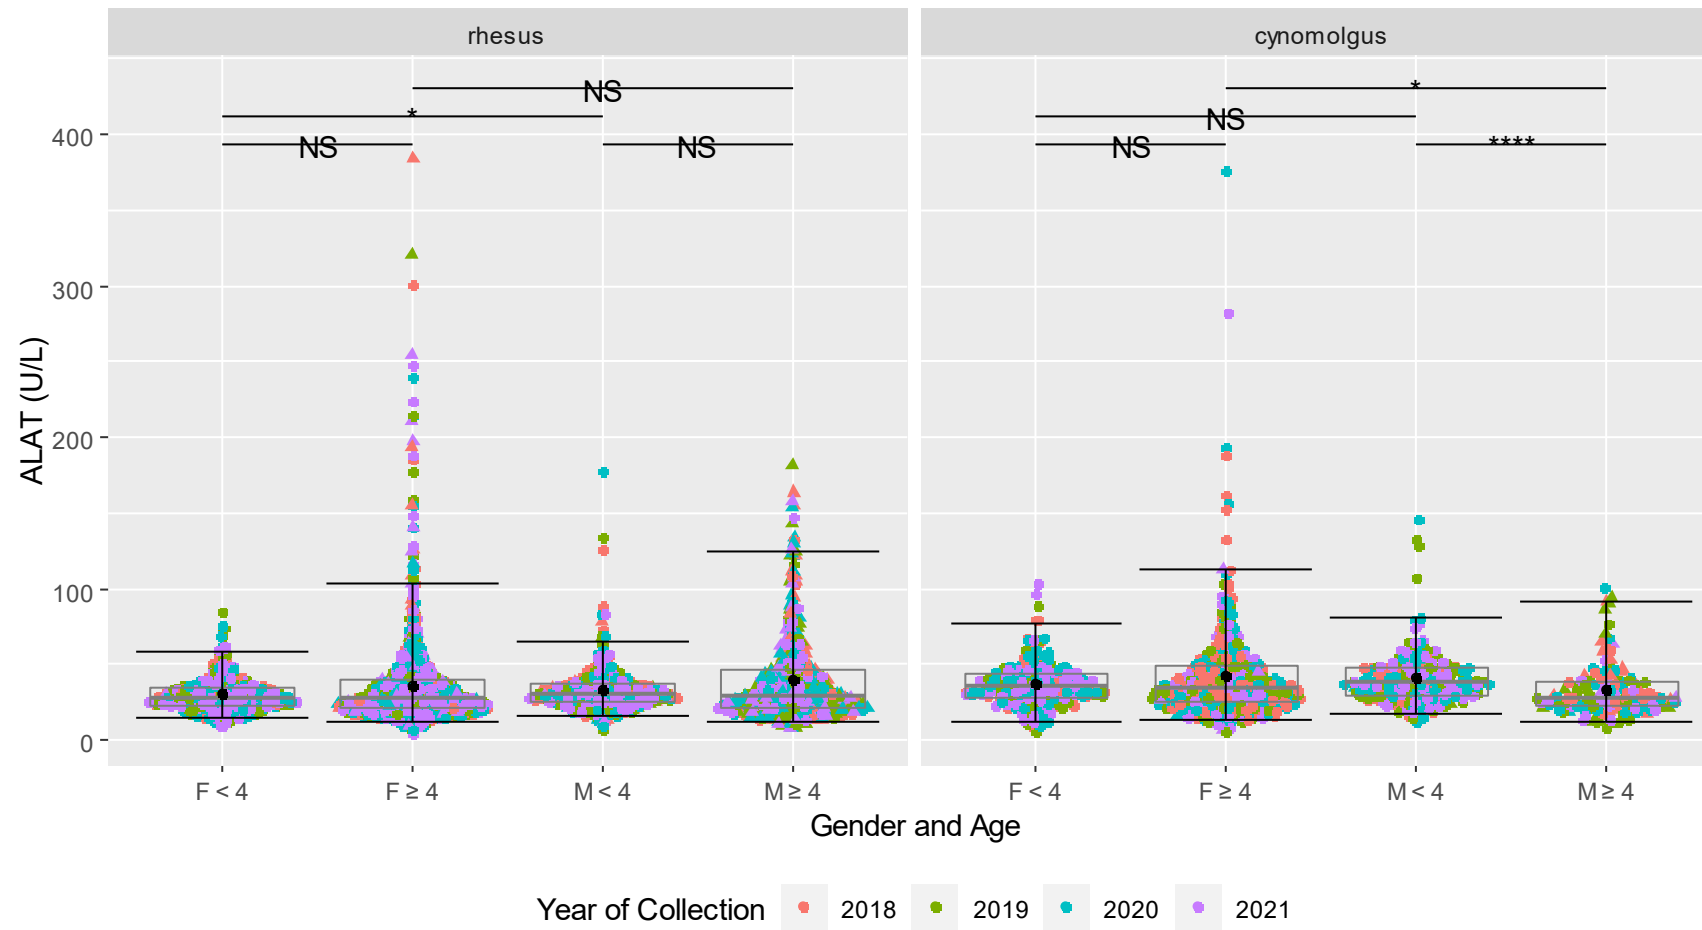 rhesus cynomolgus
NS *
* NS
NS NS NS ****
400
300
200
100
0
ALAT (U/L)
F < 4 F ≥ 4 M < 4 M ≥ 4 F < 4 F ≥ 4 M < 4 M ≥ 4
Gender and Age
Year of Collection 2018 2019 2020 2021